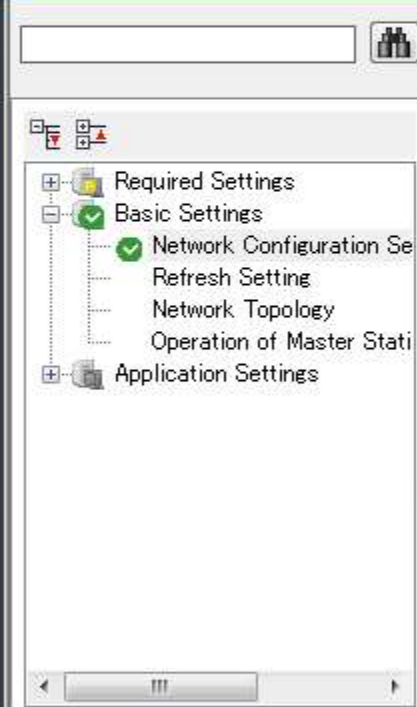 Required Settings
Basic Settings
Network Configuration Se
Refresh Setting
Network Topology
Operation of Master Stati
Application Settings